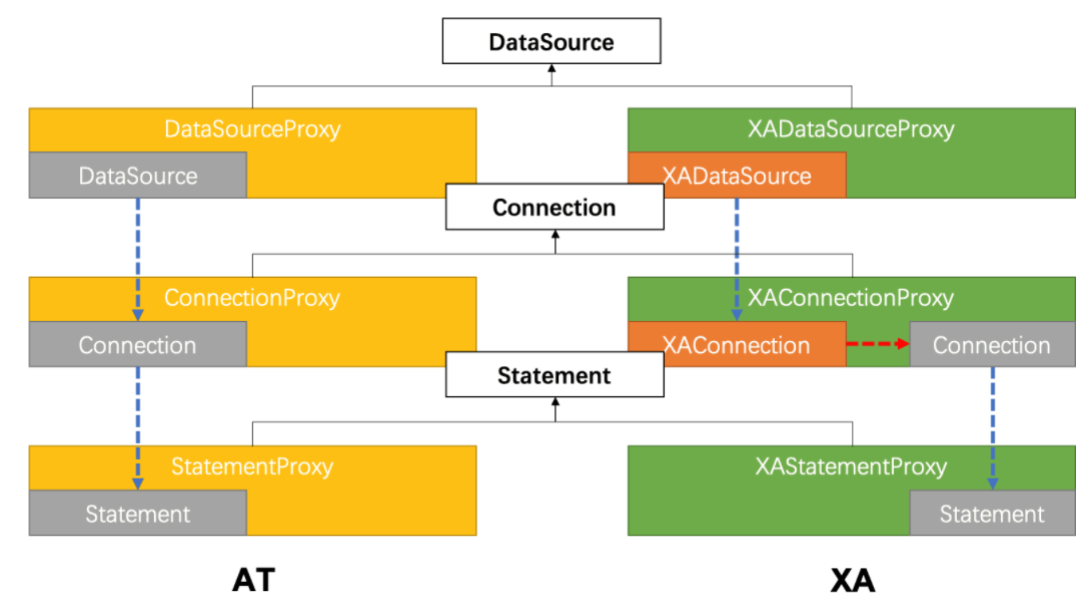 DataSource
DataSourceProxy
XADataSourceProxy
DataSource
XADataSource
Connection
ConnectionProxy
XAConnectionProxy
Connection
XAConnection
Connection
Statement
StatementProxy
XAStatementProxy
Statement
Statement
AT
XA